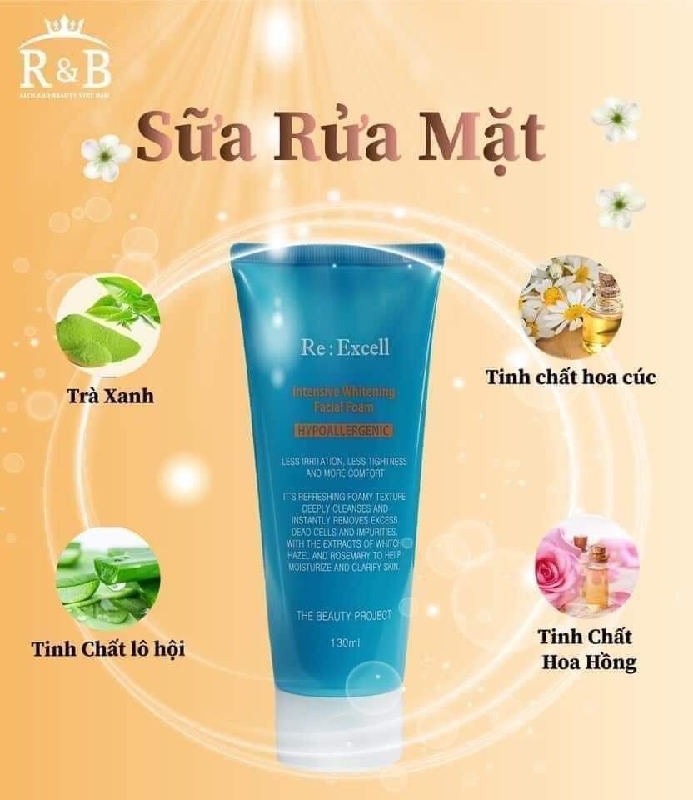 R&B
Sữa Rửa Mặt
Re:Excell
Intensive Whitening
Facial Foam
HYPOALLERGENIC
LESS IRRITATION, LESS TIGHTNESS
AND MORE COMFORT
IT'S REFRESHING FOAMY TEXTURE
DEEPLY CLEANSES AND
INSTANTLY REMOVES EXCESS
DEAD CELLS AND IMPURITIES.
WITH THE EXTRACTS OF WHITCH
HAZEL AND ROSEMARY TO HELP
MOISTURIZE AND CLARIFY SKIN.
THE BEAUTY PROJECT
130ml
Trà Xanh
Tinh chất hoa cúc
Tinh Chất lô hội
Tinh Chất
Hoa Hồng